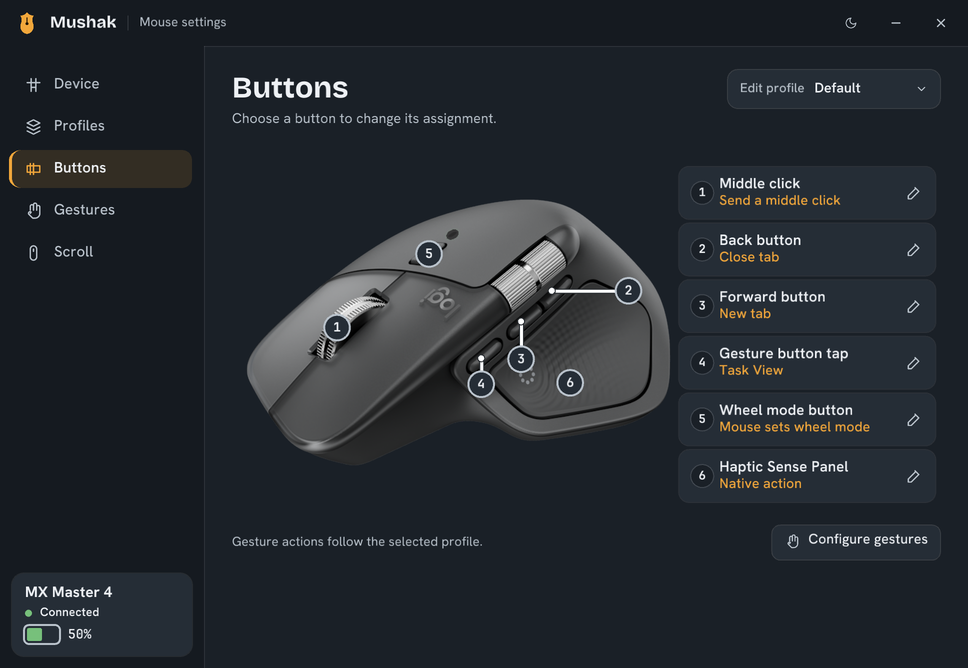 Mushak
Mouse settings
Device
Profiles
Buttons
Gestures
Scroll
MX Master 4
Connected
50%
Buttons
Choose a button to change its assignment.
Edit profile Default
logi
1
2
3
4
5
6
1 Middle click
Send a middle click
2 Back button
Close tab
3 Forward button
New tab
4 Gesture button tap
Task View
5 Wheel mode button
Mouse sets wheel mode
6 Haptic Sense Panel
Native action
Gesture actions follow the selected profile.
Configure gestures